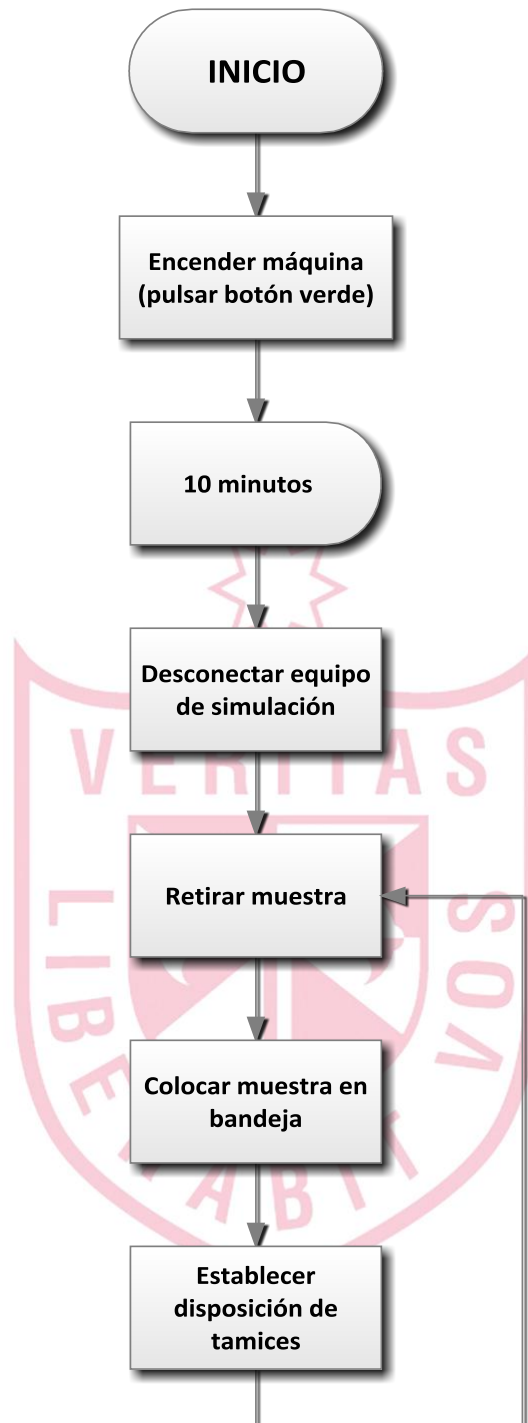 INICIO
Encender máquina
(pulsar botón verde)
10 minutos
Desconectar equipo
de simulación
VERITAS
LIBERABIT
VOS
Retirar muestra
Colocar muestra en
bandeja
Establecer
disposición de
tamices